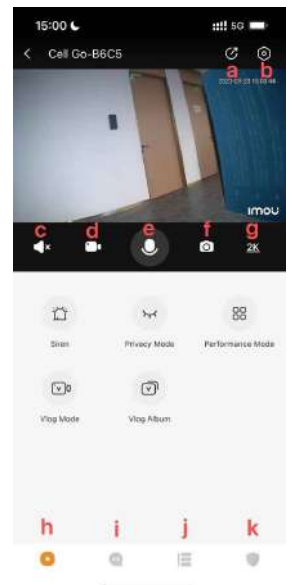 15:00 5G
Cell Go-B6C5
a b
imou
c d e f g
2K
Siren Privacy Mode Performance Mode
Vlog Mode Vlog Album
h i j k